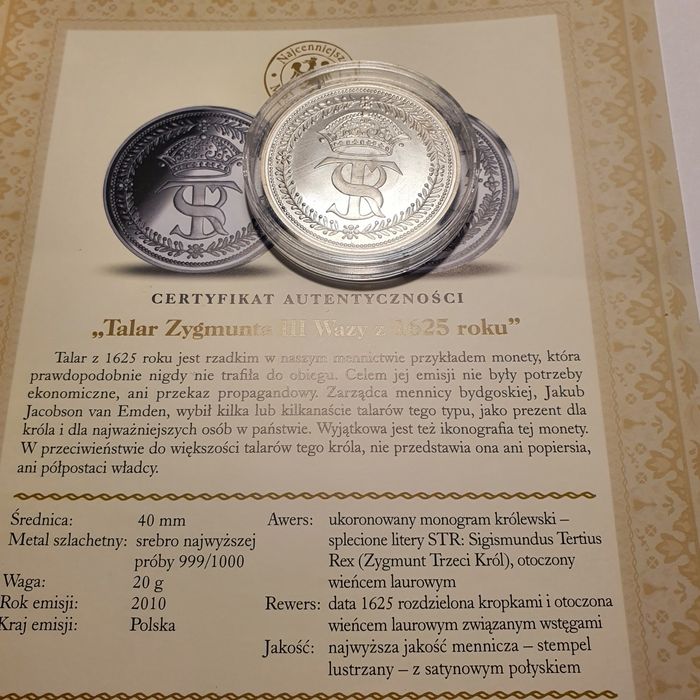 Najcenniejsz
STR
STR
CERTYFIKAT AUTENTYCZNOŚCI
„Talar Zygmunta III Wazy z 1625 roku”
Talar z 1625 roku jest rzadkim w naszym mennictwie przykładem monety, która
prawdopodobnie nigdy nie trafiła do obiegu. Celem jej emisji nie były potrzeby
ekonomiczne, ani przekaz propagandowy. Zarządca mennicy bydgoskiej, Jakub
Jacobson van Emden, wybił kilka lub kilkanaście talarów tego typu, jako prezent dla
króla i dla najważniejszych osób w państwie. Wyjątkowa jest też ikonografia tej monety.
W przeciwieństwie do większości talarów tego króla, nie przedstawia ona ani popiersia,
ani półpostaci władcy.
Średnica: 40 mm
Metal szlachetny: srebro najwyższej
próby 999/1000
Waga: 20 g
Rok emisji: 2010
Kraj emisji: Polska
Awers: ukoronowany monogram królewski –
splecione litery STR: Sigismundus Tertius
Rex (Zygmunt Trzeci Król), otoczony
wieńcem laurowym
Rewers: data 1625 rozdzielona kropkami i otoczona
wieńcem laurowym związanym wstęgami
Jakość: najwyższa jakość mennicza – stempel
lustrzany – z satynowym połyskiem